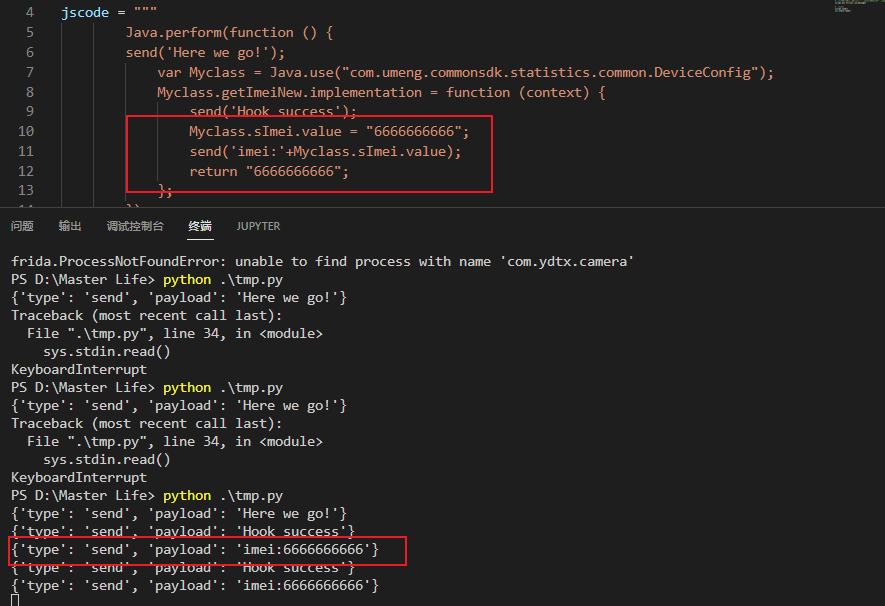 4 jscode = """
5 Java.perform(function () {
6 send('Here we go!');
7 var Myclass = Java.use("com.umeng.commonsdk.statistics.common.DeviceConfig");
8 Myclass.getImeiNew.implementation = function (context) {
9 send('Hook success');
10 Myclass.sImei.value = "6666666666";
11 send('imei:'+Myclass.sImei.value);
12 return "6666666666";
13 };
问题 输出 调试控制台 终端 JUPYTER
frida.ProcessNotFoundError: unable to find process with name 'com.ydtx.camera'
PS D:\Master Life> python .\tmp.py
{'type': 'send', 'payload': 'Here we go!'}
Traceback (most recent call last):
File ".\tmp.py", line 34, in <module>
sys.stdin.read()
KeyboardInterrupt
PS D:\Master Life> python .\tmp.py
{'type': 'send', 'payload': 'Here we go!'}
Traceback (most recent call last):
File ".\tmp.py", line 34, in <module>
sys.stdin.read()
KeyboardInterrupt
PS D:\Master Life> python .\tmp.py
{'type': 'send', 'payload': 'Here we go!'}
{'type': 'send', 'payload': 'Hook success'}
{'type': 'send', 'payload': 'imei:6666666666'}
{'type': 'send', 'payload': 'Hook success'}
{'type': 'send', 'payload': 'imei:6666666666'}